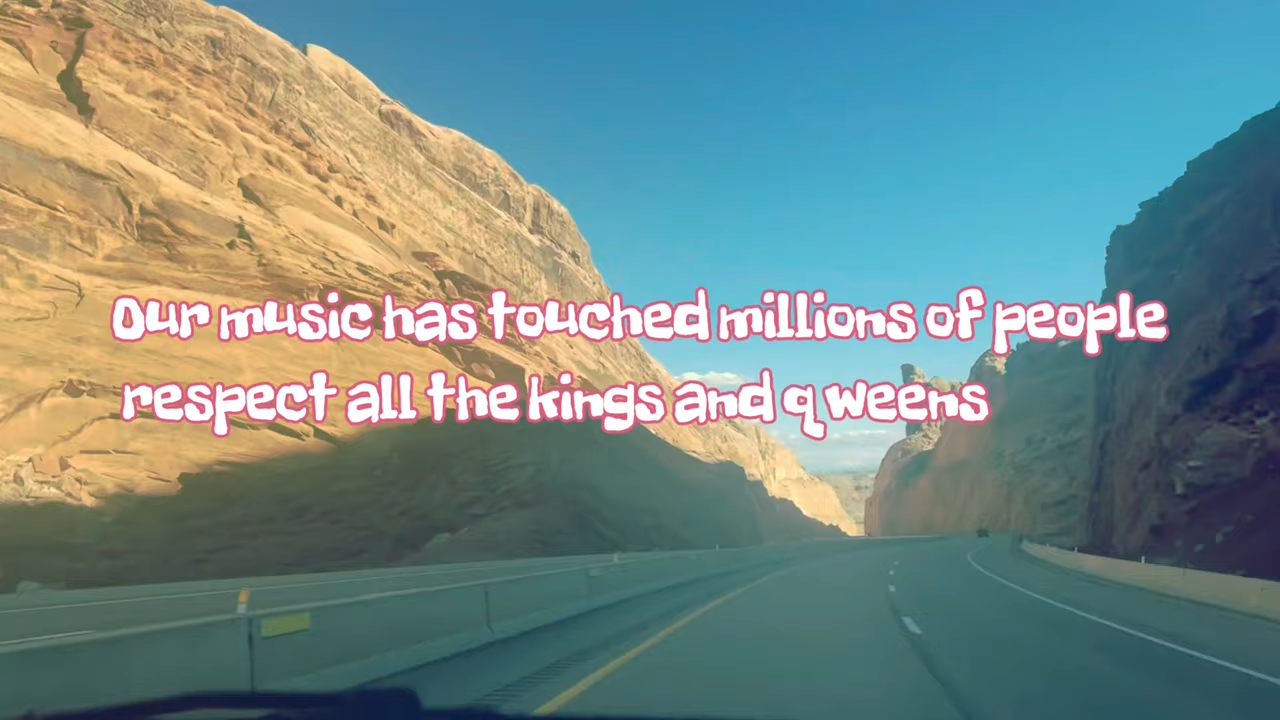 Our music has touched millions of people
respect all the kings and q weens